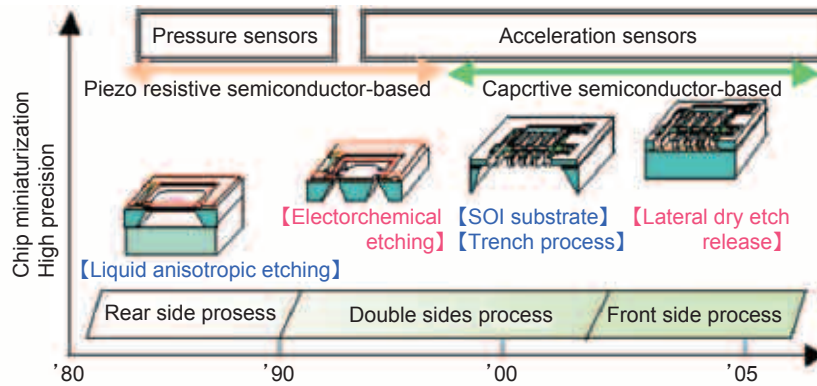 Pressure sensors
Acceleration sensors
Piezo resistive semiconductor-based
Capcrtive semiconductor-based
Chip miniaturization
High precision
【Liquid anisotropic etching】
【Electorchemical
etching】
【SOI substrate】
【Trench process】
【Lateral dry etch
release】
Rear side prosess
Double sides process
Front side process
'80
'90
'00
'05